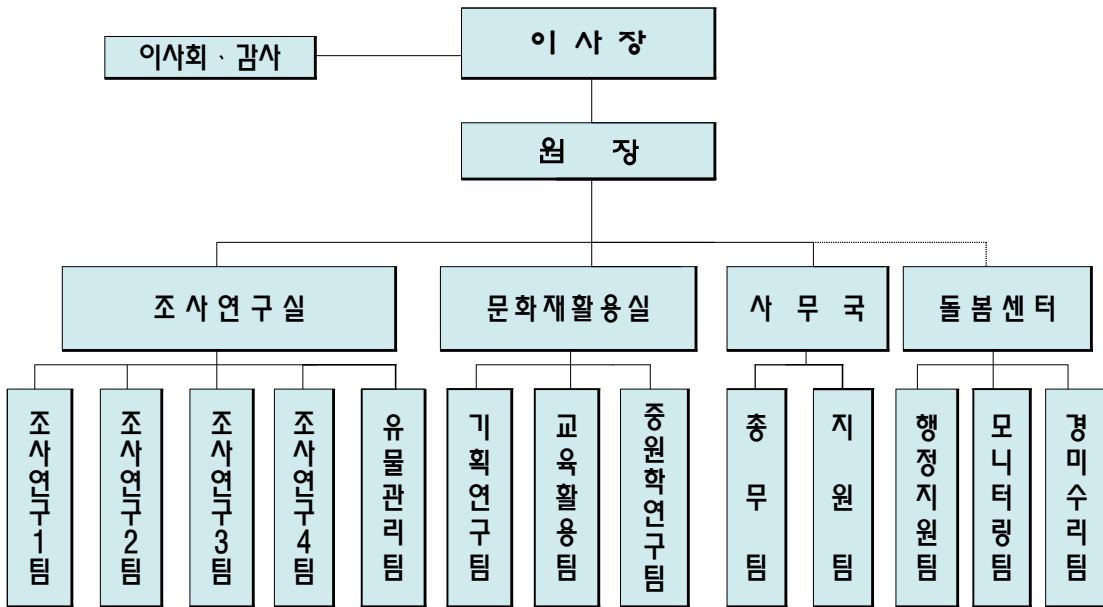 이 사 장
이사회 · 감사
원 장
조 사 연 구 실
문 화 재 활 용 실
사 무 국
돌 봄 센 터
조사연구1팀
조사연구2팀
조사연구3팀
조사연구4팀
유물관리팀
기획연구팀
교육활용팀
중원학연구팀
총 무 팀
지 원 팀
행정지원팀
모니터링팀
경미수리팀